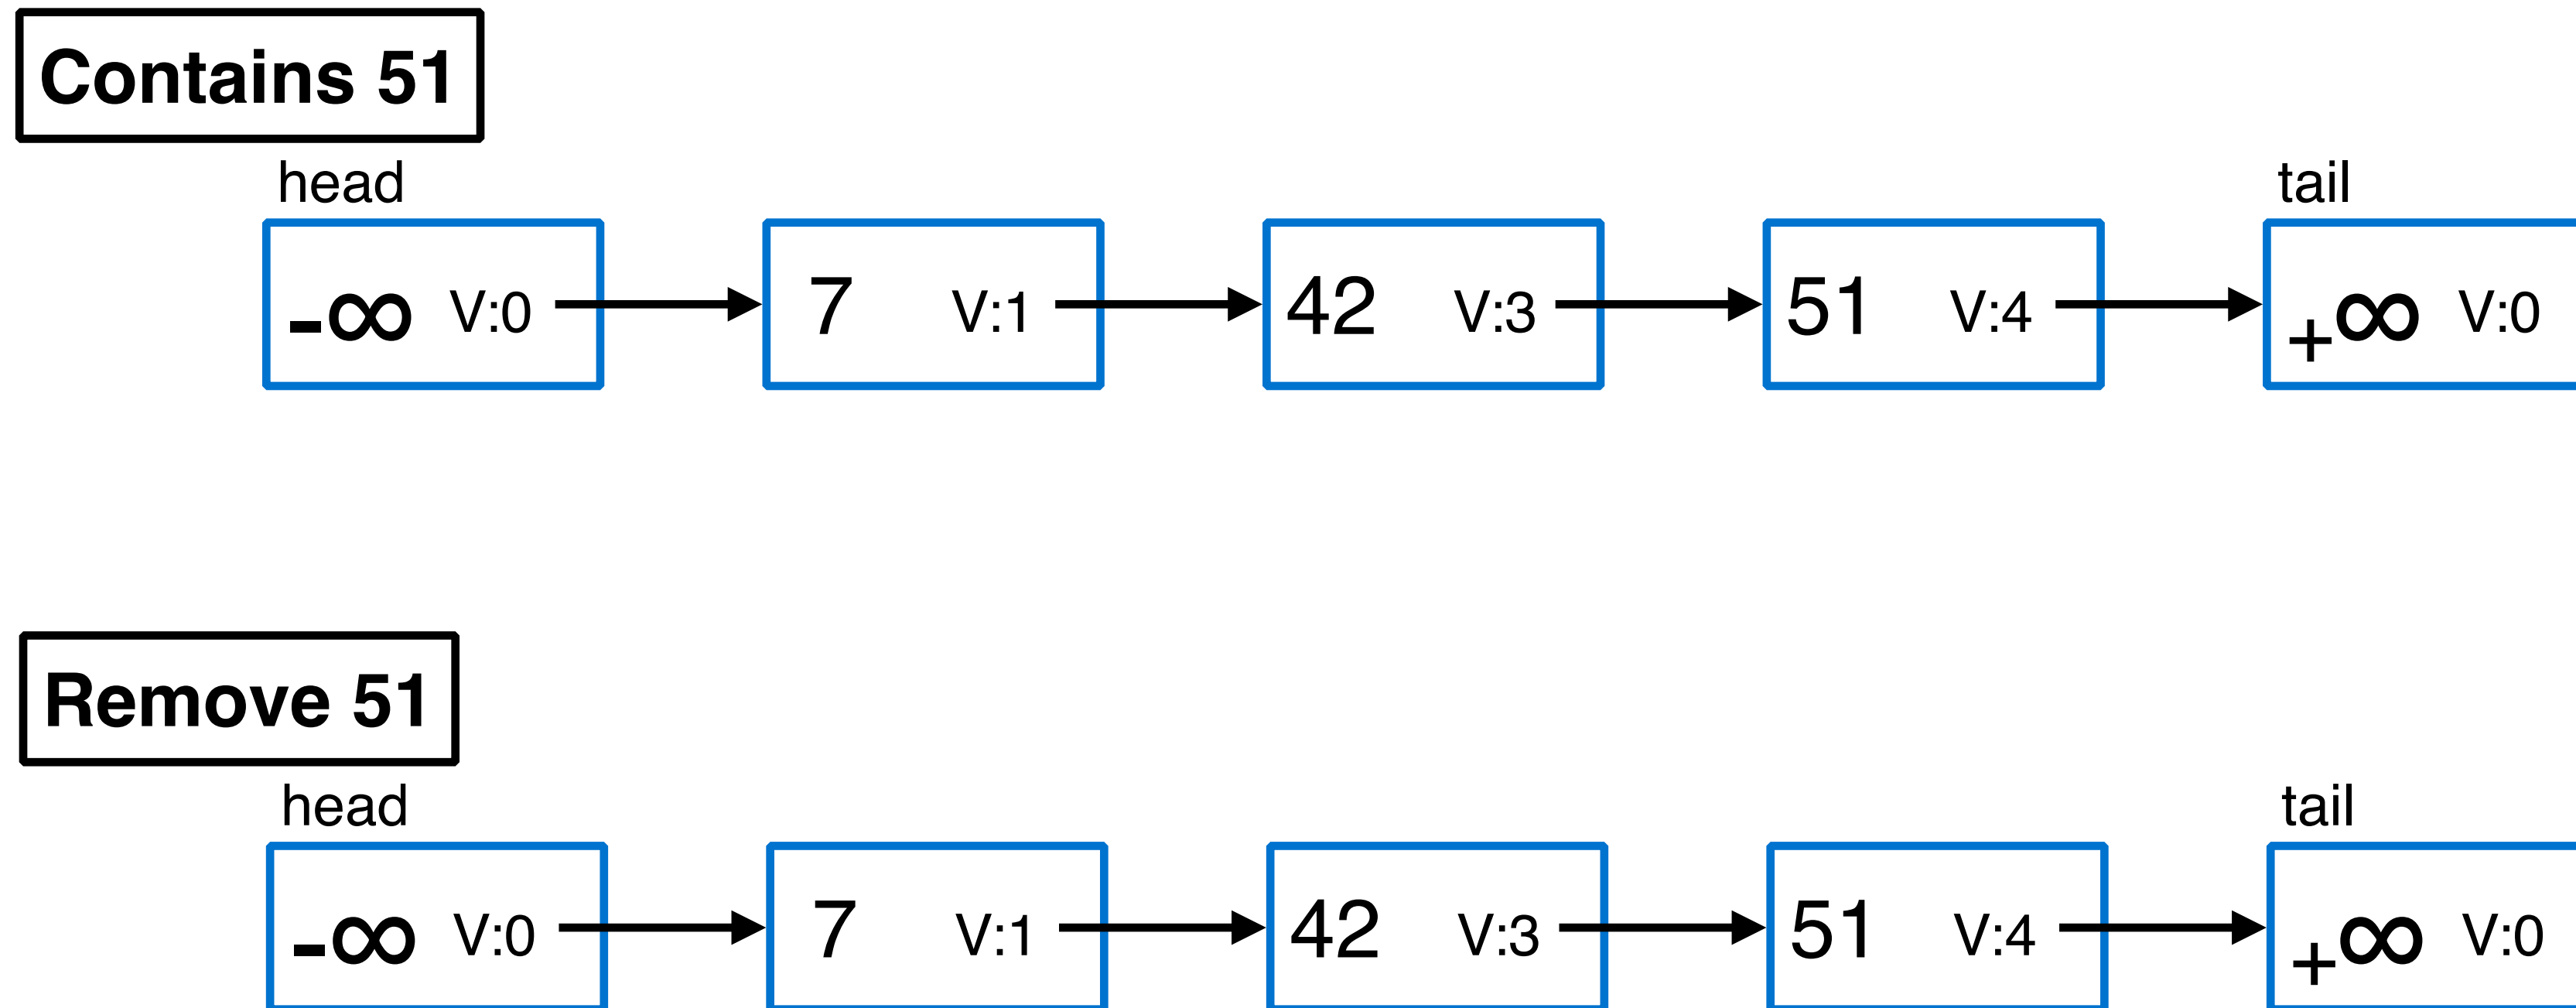 Contains 51
head tail
-∞ V:0 7 V:1 42 V:3 51 V:4 +∞ V:0
Remove 51
head tail
-∞ V:0 7 V:1 42 V:3 51 V:4 +∞ V:0